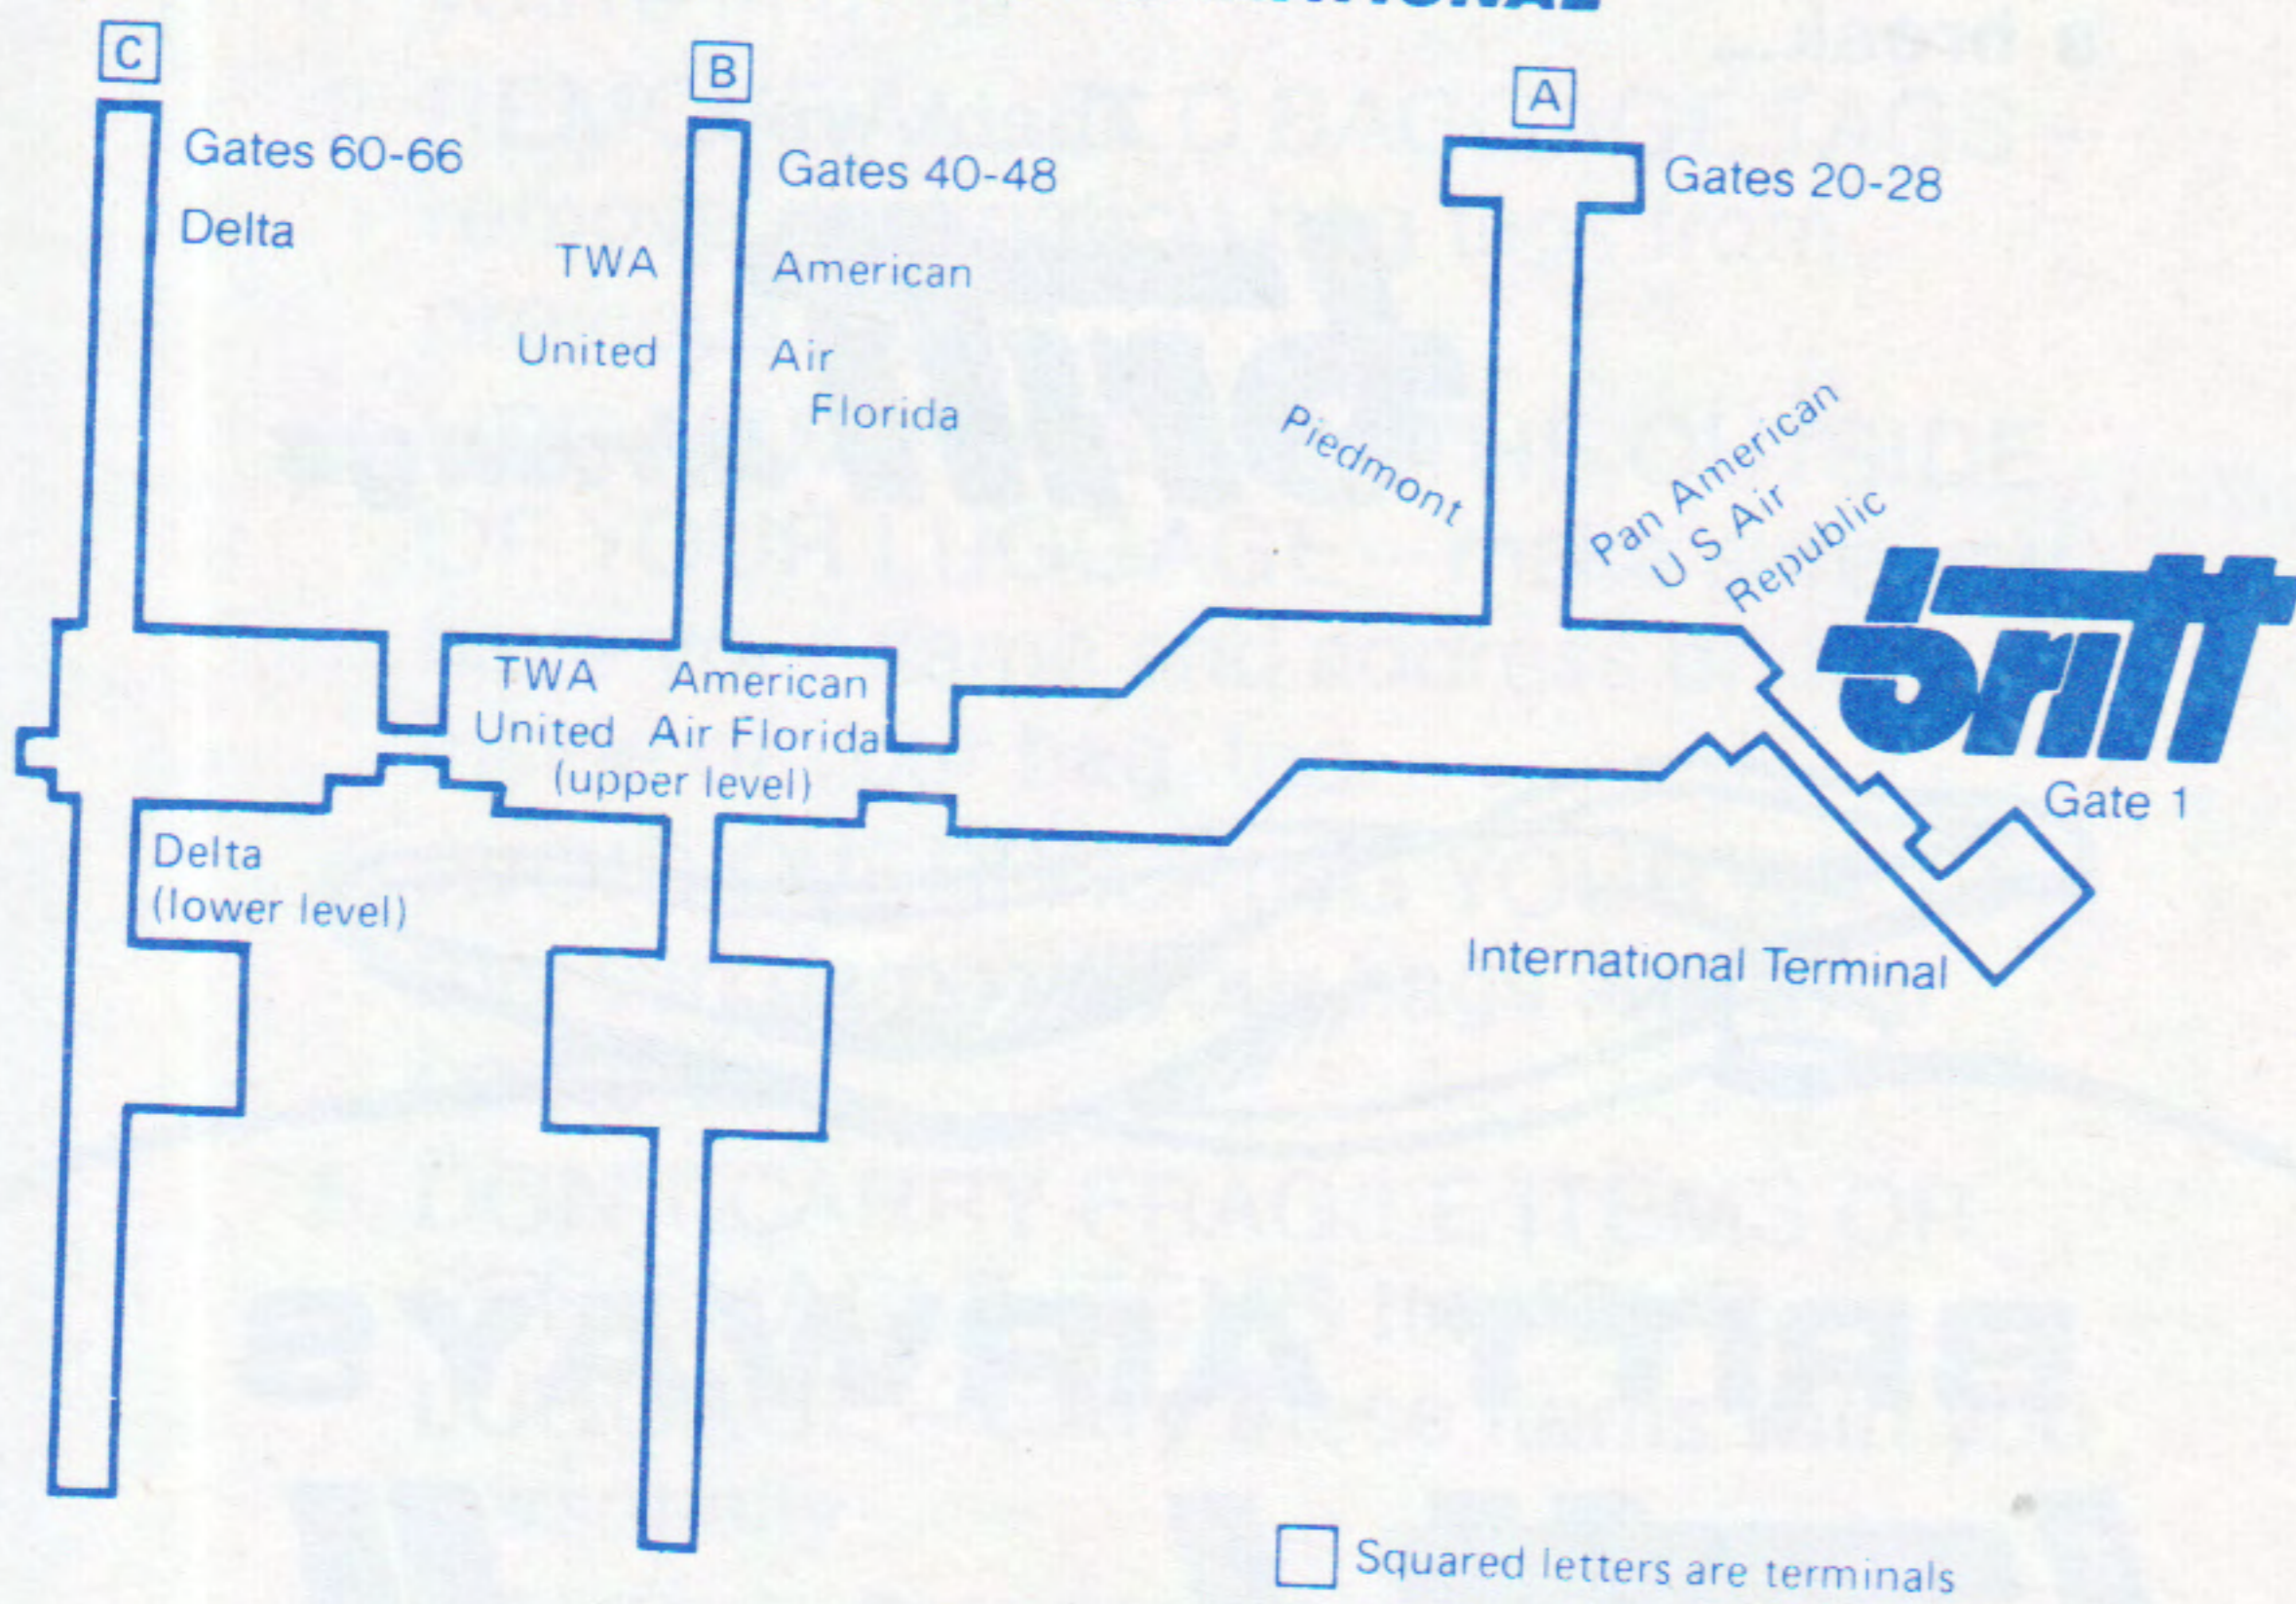 C
B
A
Gates 60-66
Delta
Gates 40-48
TWA
American
United
Air
Florida
Gates 20-28
Piedmont
Pan American
U S Air
Republic
britt
Gate 1
TWA American
United Air Florida
(upper level)
Delta
(lower level)
International Terminal
Squared letters are terminals